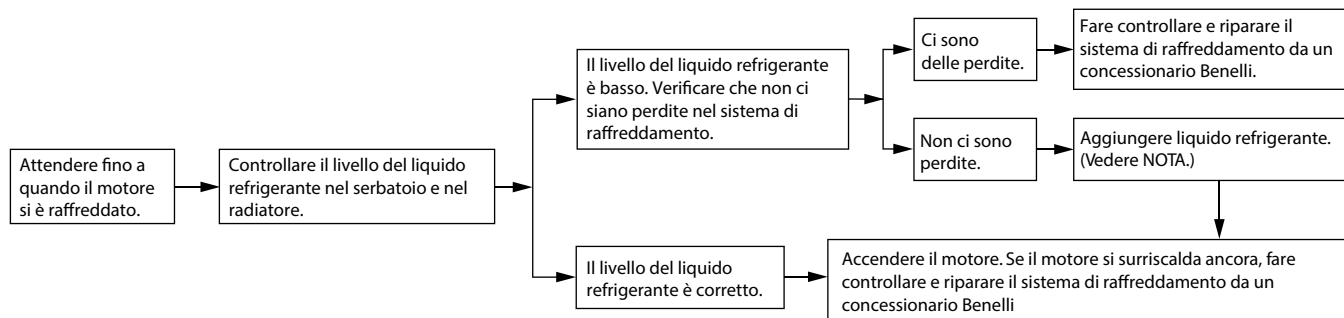 Attendere fino a
quando il motore
si è raffreddato.
Controllare il livello del liquido
refrigerante nel serbatoio e nel
radiatore.
Il livello del liquido refrigerante
è basso. Verificare che non ci
siano perdite nel sistema di
raffreddamento.
Ci sono
delle perdite.
Fare controllare e riparare il
sistema di raffreddamento da un
concessionario Benelli.
Non ci sono
perdite.
Aggiungere liquido refrigerante.
(Vedere NOTA.)
Il livello del liquido
refrigerante è corretto.
Accendere il motore. Se il motore si surriscalda ancora, fare
controllare e riparare il sistema di raffreddamento da un
concessionario Benelli